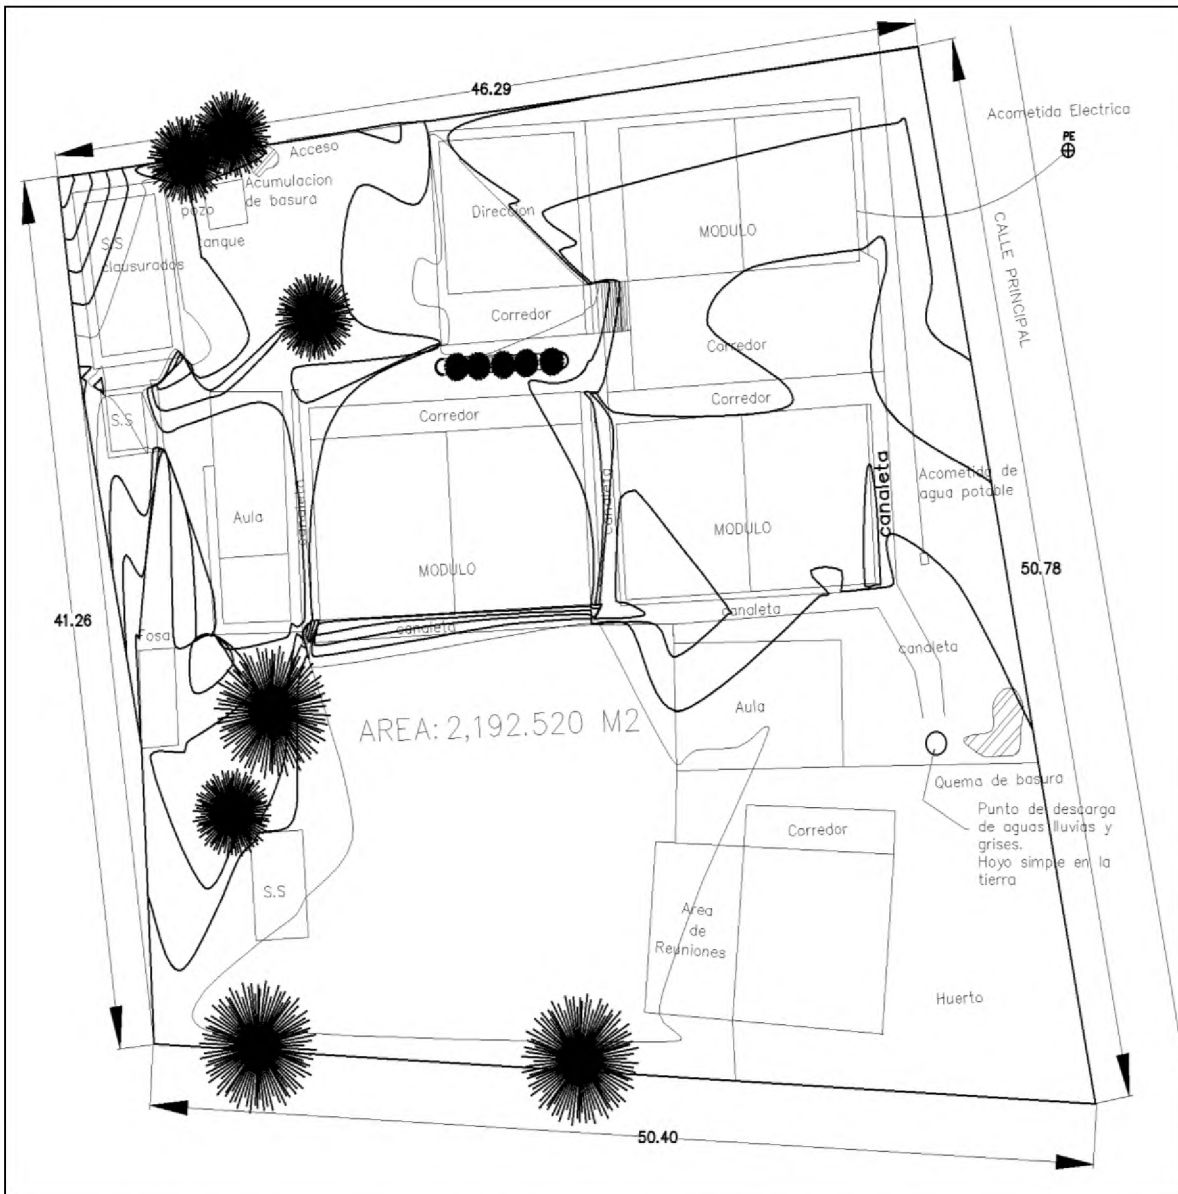 46.29
Acometida Electrica
PE
Acceso
Acumulacion
de basura
pozo
tanque
S.S
clausurados
Direccion
MODULO
CALLE PRINCIPAL
Corredor
Corredor
Corredor
Corredor
S.S
canaleta
Aula
MODULO
canaleta
MODULO
canaleta
Acometida de
agua potable
50.78
41.26
Fosa
canaleta
canaleta
canaleta
AREA: 2,192.520 M2
Aula
Quema de basura
Punto de descarga
de aguas lluvias y
grises.
Hoyo simple en la
tierra
Corredor
S.S
Area
de
Reuniones
Huerto
50.40